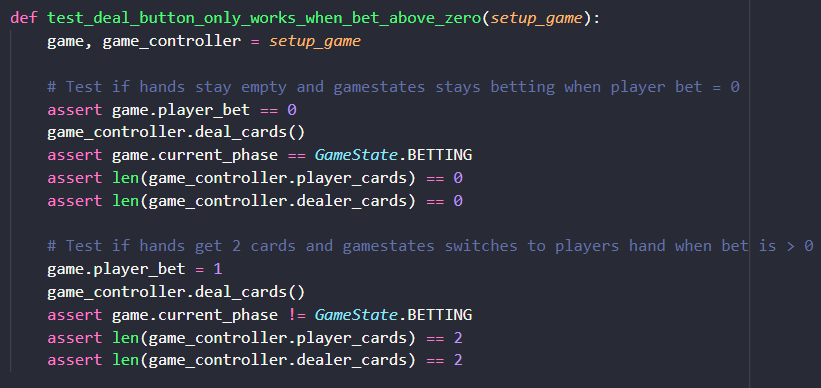 def test_deal_button_only_works_when_bet_above_zero(setup_game):
    game, game_controller = setup_game

    # Test if hands stay empty and gamestates stays betting when player bet = 0
    assert game.player_bet == 0
    game_controller.deal_cards()
    assert game.current_phase == GameState.BETTING
    assert len(game_controller.player_cards) == 0
    assert len(game_controller.dealer_cards) == 0

    # Test if hands get 2 cards and gamestates switches to players hand when bet is > 0
    game.player_bet = 1
    game_controller.deal_cards()
    assert game.current_phase != GameState.BETTING
    assert len(game_controller.player_cards) == 2
    assert len(game_controller.dealer_cards) == 2